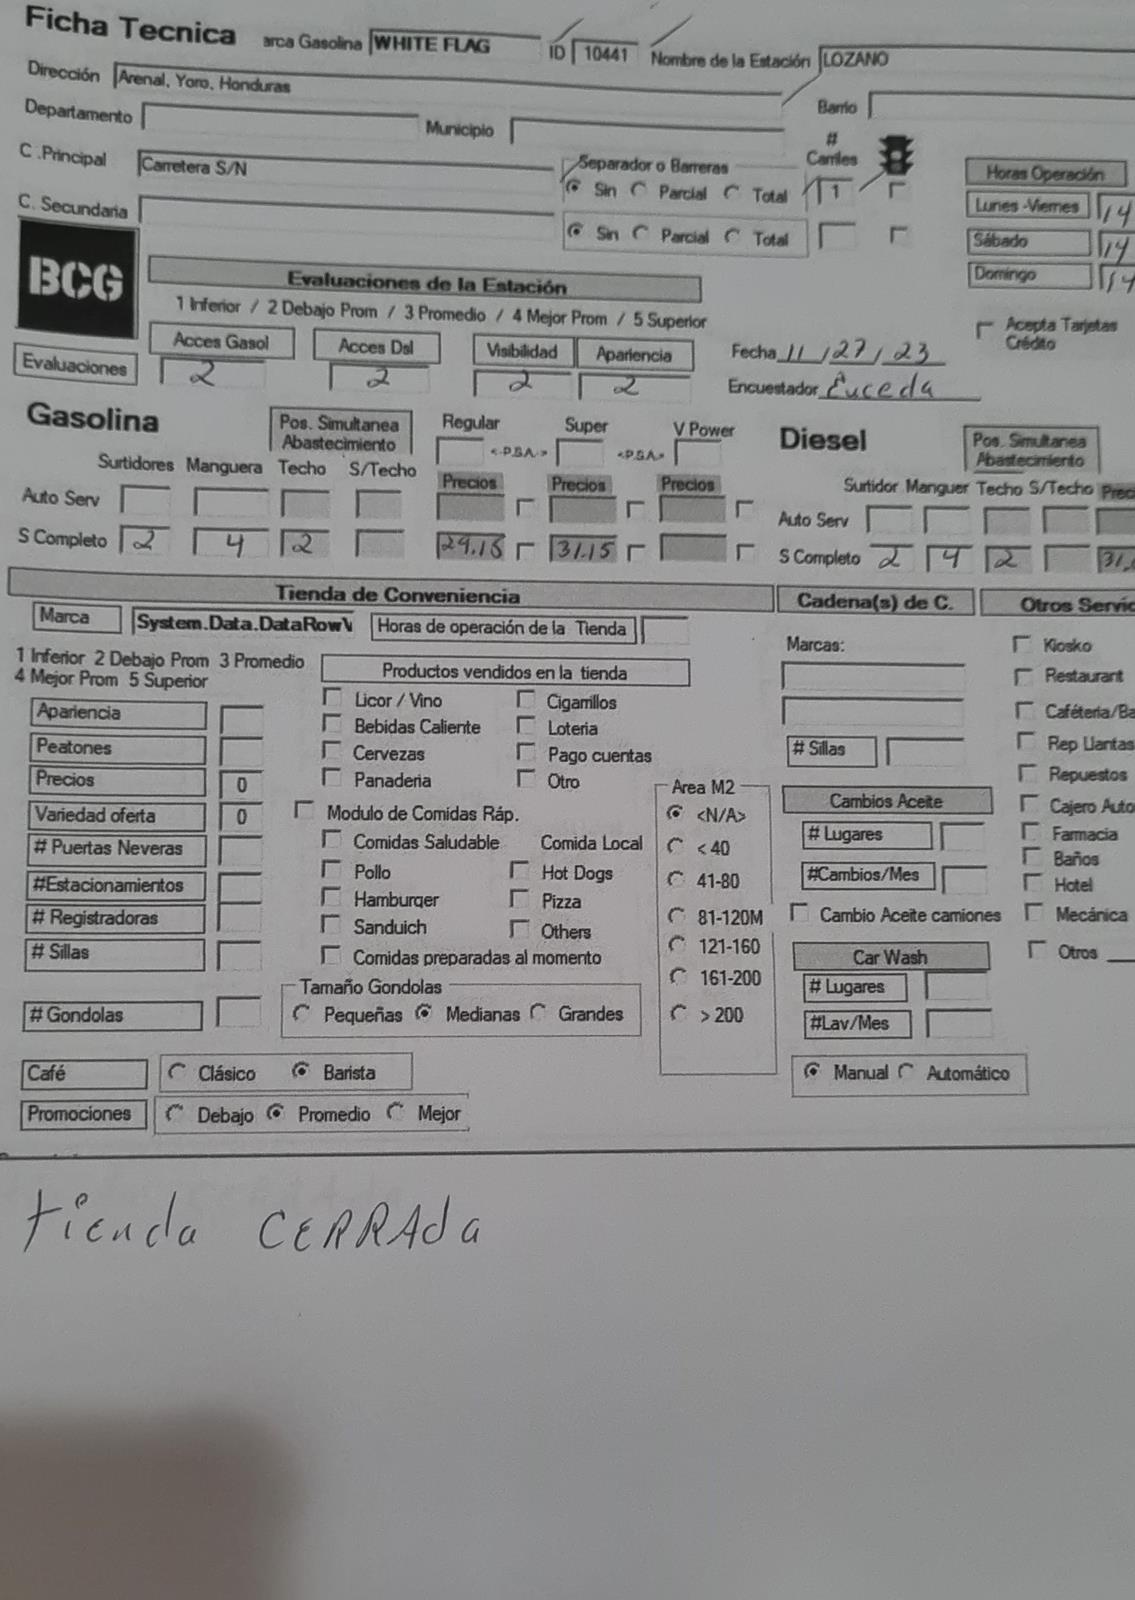 Ficha Tecnica arca Gasolina WHITE FLAG ID 10441 Nombre de la Estación LOZANO
Dirección Arenal, Yoro, Honduras
Departamento Municipio Barrio
C .Principal Carretera S/N Separador o Barreras # Carriles
Sin Parcial Total 1
Horas Operación
Lunes -Viernes 14
C. Secundaria Sin Parcial Total
Sábado 14
Domingo 14
BCG
Evaluaciones de la Estación
1 Inferior / 2 Debajo Prom / 3 Promedio / 4 Mejor Prom / 5 Superior
Acepta Tarjetas Crédito
Acces Gasol Acces Dsl Visibilidad Apariencia Fecha 11/27/23
Evaluaciones 2 2 2 2 Encuestador Euceda
Gasolina Pos. Simultanea Abastecimiento Regular Super V Power
<-P.S.A.-> <-P.S.A.->
Surtidores Manguera Techo S/Techo Precios Precios Precios
Auto Serv
S Completo 2 4 2 29.15 31.15
Diesel Pos. Simultanea Abastecimiento
Surtidor Manguer Techo S/Techo Preci
Auto Serv
S Completo 2 4 2 31.
Tienda de Conveniencia Cadena(s) de C. Otros Servic
Marca System.Data.DataRowV Horas de operación de la Tienda
1 Inferior 2 Debajo Prom 3 Promedio
4 Mejor Prom 5 Superior
Apariencia
Peatones
Precios 0
Variedad oferta 0
# Puertas Neveras
#Estacionamientos
# Registradoras
# Sillas
# Gondolas
Productos vendidos en la tienda
Licor / Vino Cigarrillos
Bebidas Caliente Loteria
Cervezas Pago cuentas
Panaderia Otro
Modulo de Comidas Ráp.
Comidas Saludable Comida Local
Pollo Hot Dogs
Hamburger Pizza
Sanduich Others
Comidas preparadas al momento
Tamaño Gondolas
Pequeñas Medianas Grandes
Area M2
<N/A>
< 40
41-80
81-120M
121-160
161-200
> 200
Marcas:
# Sillas
Cambios Aceite
# Lugares
#Cambios/Mes
Cambio Aceite camiones
Car Wash
# Lugares
#Lav/Mes
Manual Automático
Kiosko
Restaurant
Caféteria/Ba
Rep Llantas
Repuestos
Cajero Auto
Farmacia
Baños
Hotel
Mecánica
Otros
Café Clásico Barista
Promociones Debajo Promedio Mejor
tienda CERRADa